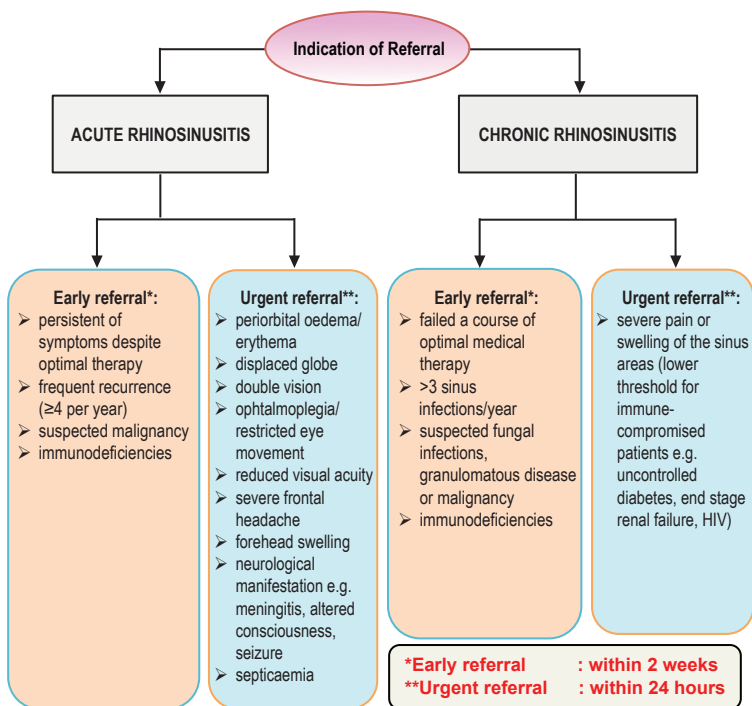 Indication of Referral
ACUTE RHINOSINUSITIS
CHRONIC RHINOSINUSITIS
Early referral*:
➢ persistent of
symptoms despite
optimal therapy
➢ frequent recurrence
(≥4 per year)
➢ suspected malignancy
➢ immunodeficiencies
Urgent referral**:
➢ periorbital oedema/
erythema
➢ displaced globe
➢ double vision
➢ ophtalmoplegia/
restricted eye
movement
➢ reduced visual acuity
➢ severe frontal
headache
➢ forehead swelling
➢ neurological
manifestation e.g.
meningitis, altered
consciousness,
seizure
➢ septicaemia
Early referral*:
➢ failed a course of
optimal medical
therapy
➢ >3 sinus
infections/year
➢ suspected fungal
infections,
granulomatous disease
or malignancy
➢ immunodeficiencies
Urgent referral**:
➢ severe pain or
swelling of the sinus
areas (lower
threshold for
immune-
compromised
patients e.g.
uncontrolled
diabetes, end stage
renal failure, HIV)
*Early referral : within 2 weeks
**Urgent referral : within 24 hours